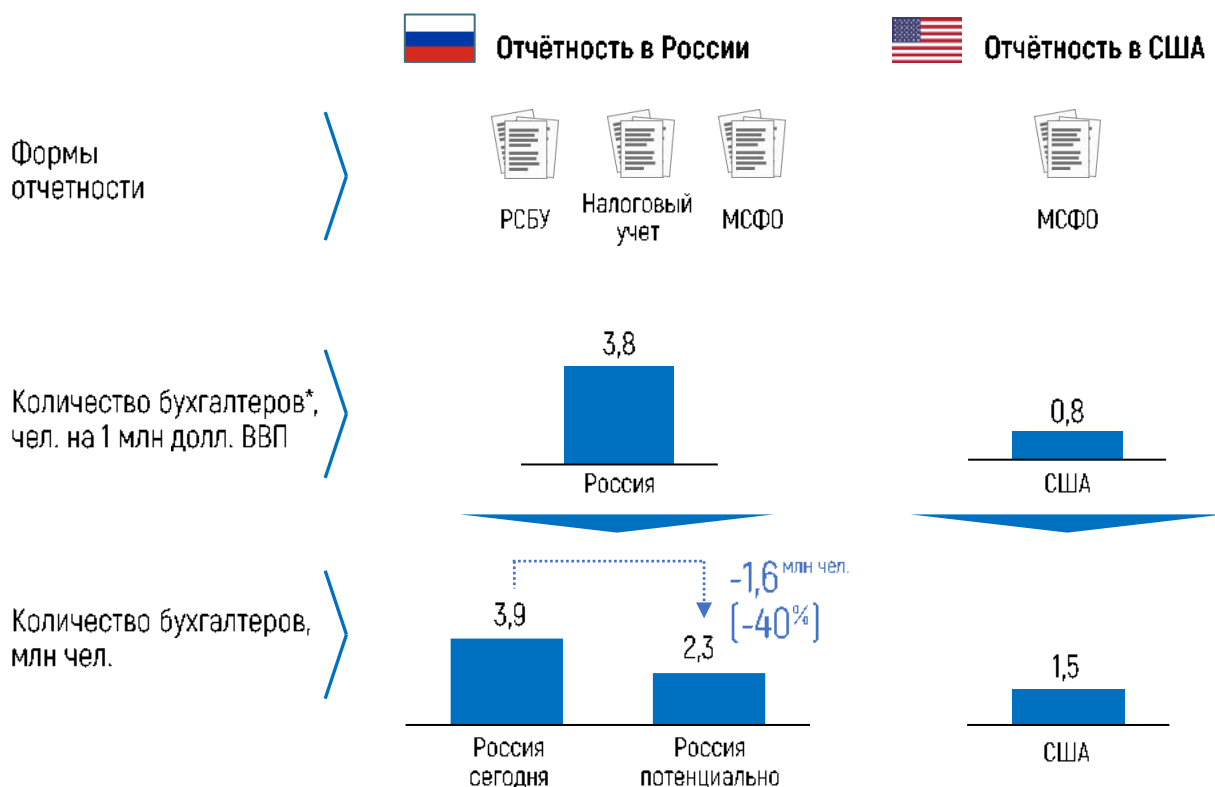 Отчётность в России
Отчётность в США
Формы
отчетности
РСБУ
Налоговый
учет
МСФО
МСФО
Количество бухгалтеров*,
чел. на 1 млн долл. ВВП
3,8
Россия
0,8
США
Количество бухгалтеров,
млн чел.
3,9
Россия
сегодня
-1,6 млн чел.
(-40%)
2,3
Россия
потенциально
1,5
США